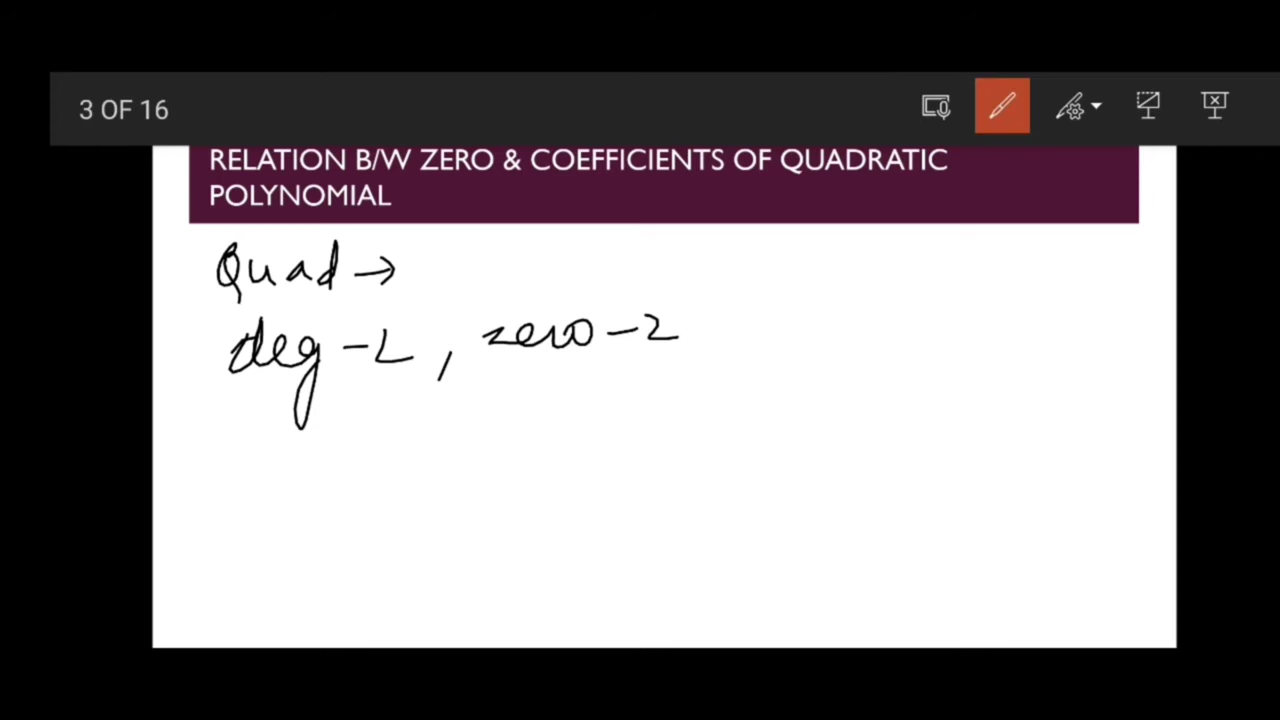 3 OF 16
RELATION B/W ZERO & COEFFICIENTS OF QUADRATIC
POLYNOMIAL
Quad →
deg - 2, zero - 2